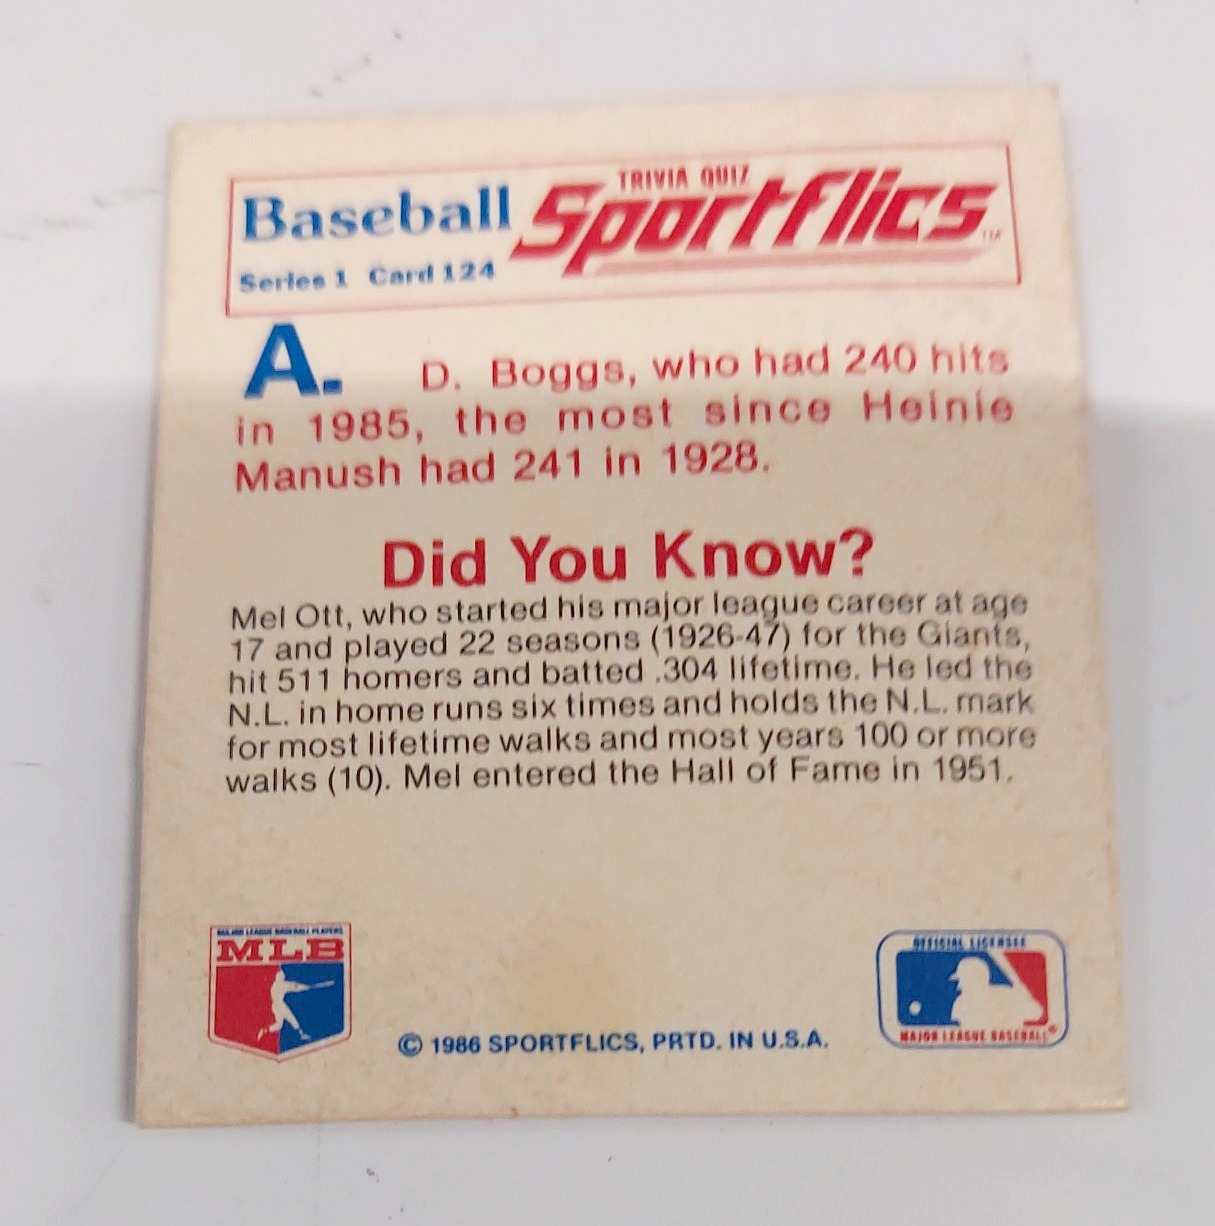 TRIVIA QUIZ
Baseball Sportflics™
Series 1 Card 124
A. D. Boggs, who had 240 hits
in 1985, the most since Heinie
Manush had 241 in 1928.
Did You Know?
Mel Ott, who started his major league career at age
17 and played 22 seasons (1926-47) for the Giants,
hit 511 homers and batted .304 lifetime. He led the
N.L. in home runs six times and holds the N.L. mark
for most lifetime walks and most years 100 or more
walks (10). Mel entered the Hall of Fame in 1951.
MAJOR LEAGUE BASEBALL PLAYERS
MLB
© 1986 SPORTFLICS, PRTD. IN U.S.A.
OFFICIAL LICENSEE
MAJOR LEAGUE BASEBALL®